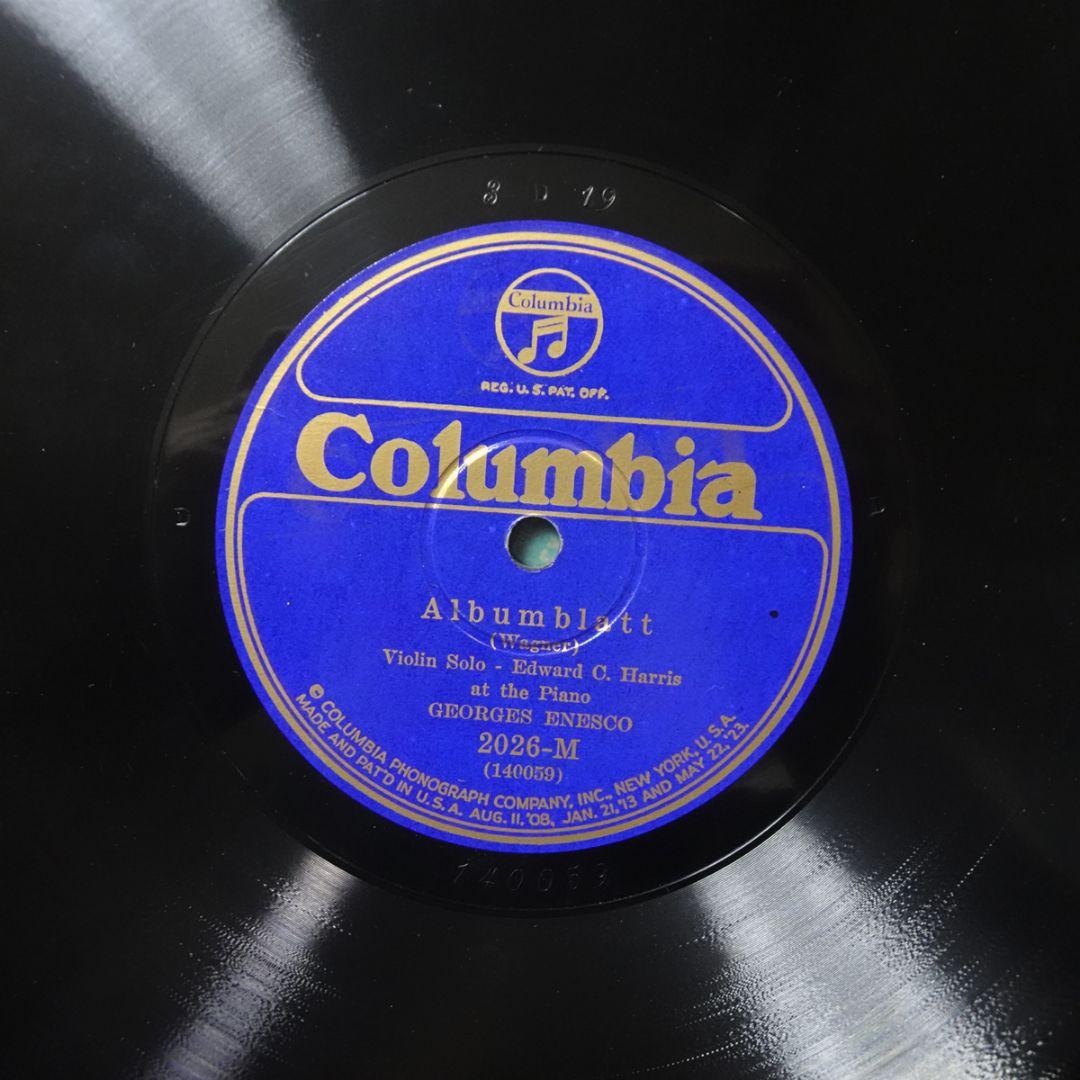 3 D 19
Columbia
REG. U. S. PAT. OFF.
Columbia
D
Albumblatt
(Wagner)
Violin Solo - Edward C. Harris
at the Piano
GEORGES ENESCO
2026-M
(140059)
© COLUMBIA PHONOGRAPH COMPANY, INC., NEW YORK, U.S.A.
MADE AND PAT'D IN U.S.A. AUG. 11, '08, JAN. 21, '13 AND MAY 22, '23.
140059